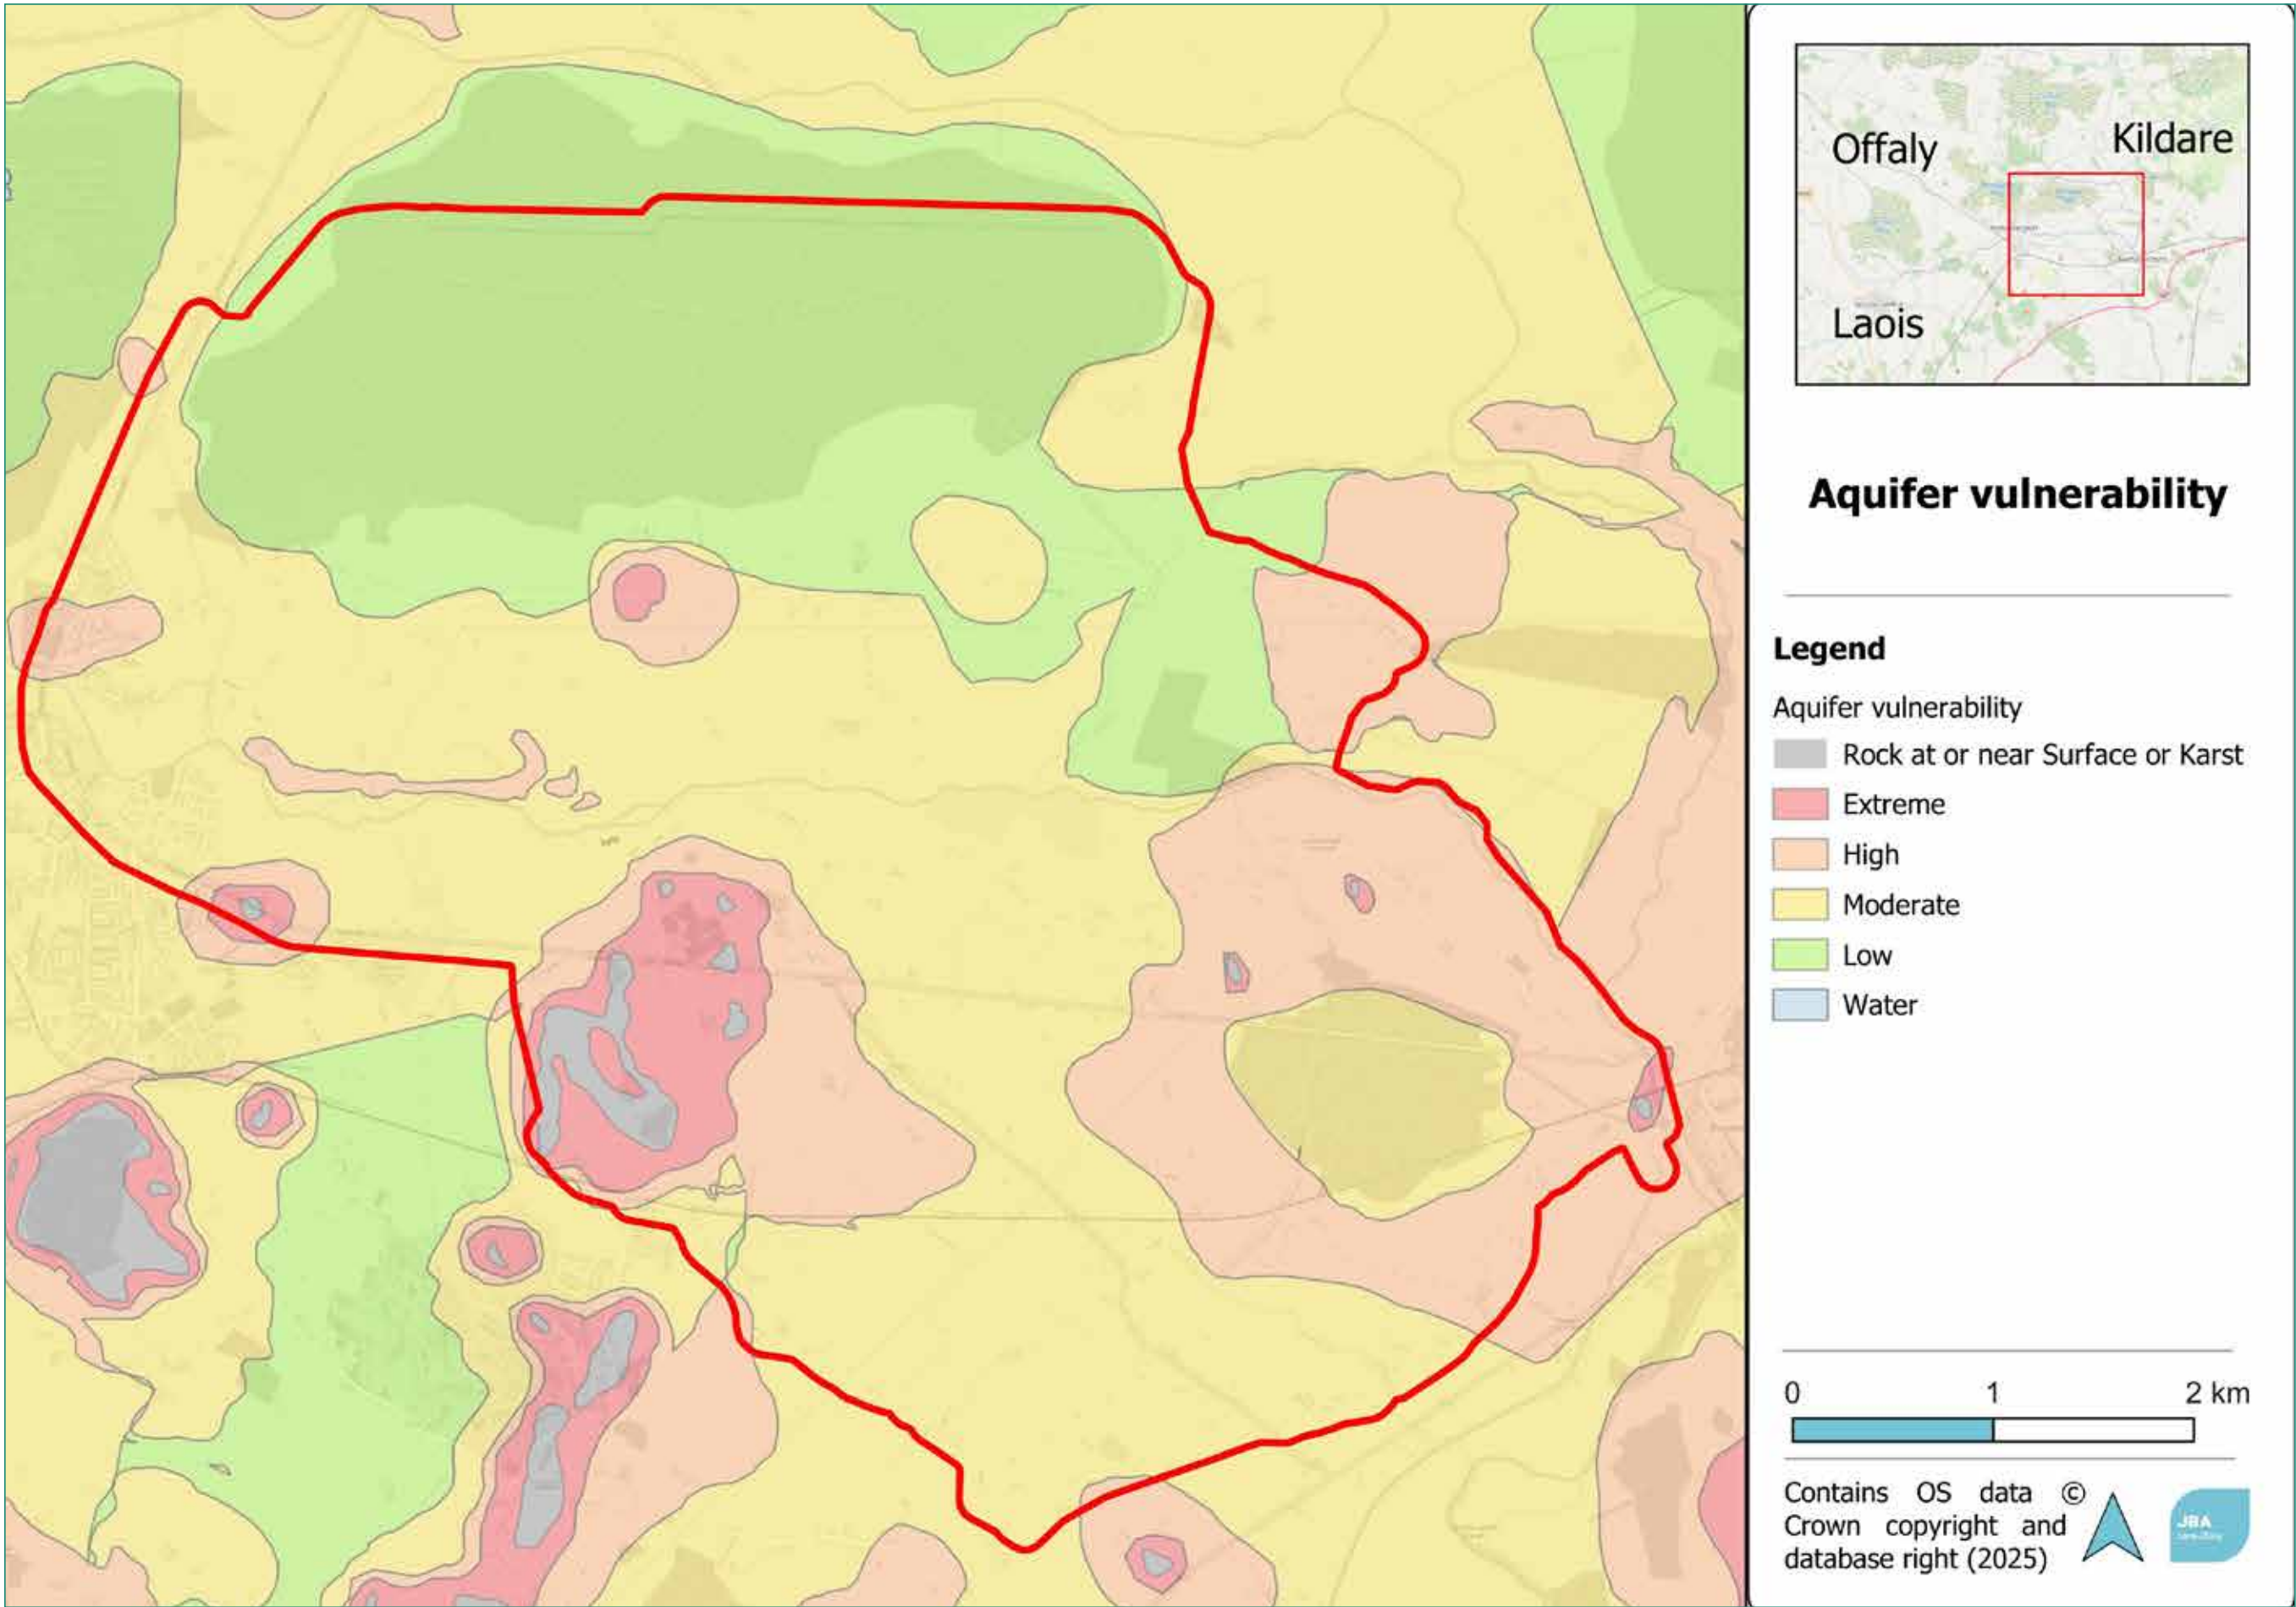 Offaly
Kildare
Laois
Aquifer vulnerability
Legend
Aquifer vulnerability
Rock at or near Surface or Karst
Extreme
High
Moderate
Low
Water
0 1 2 km
Contains OS data ©
Crown copyright and
database right (2025)
JBA